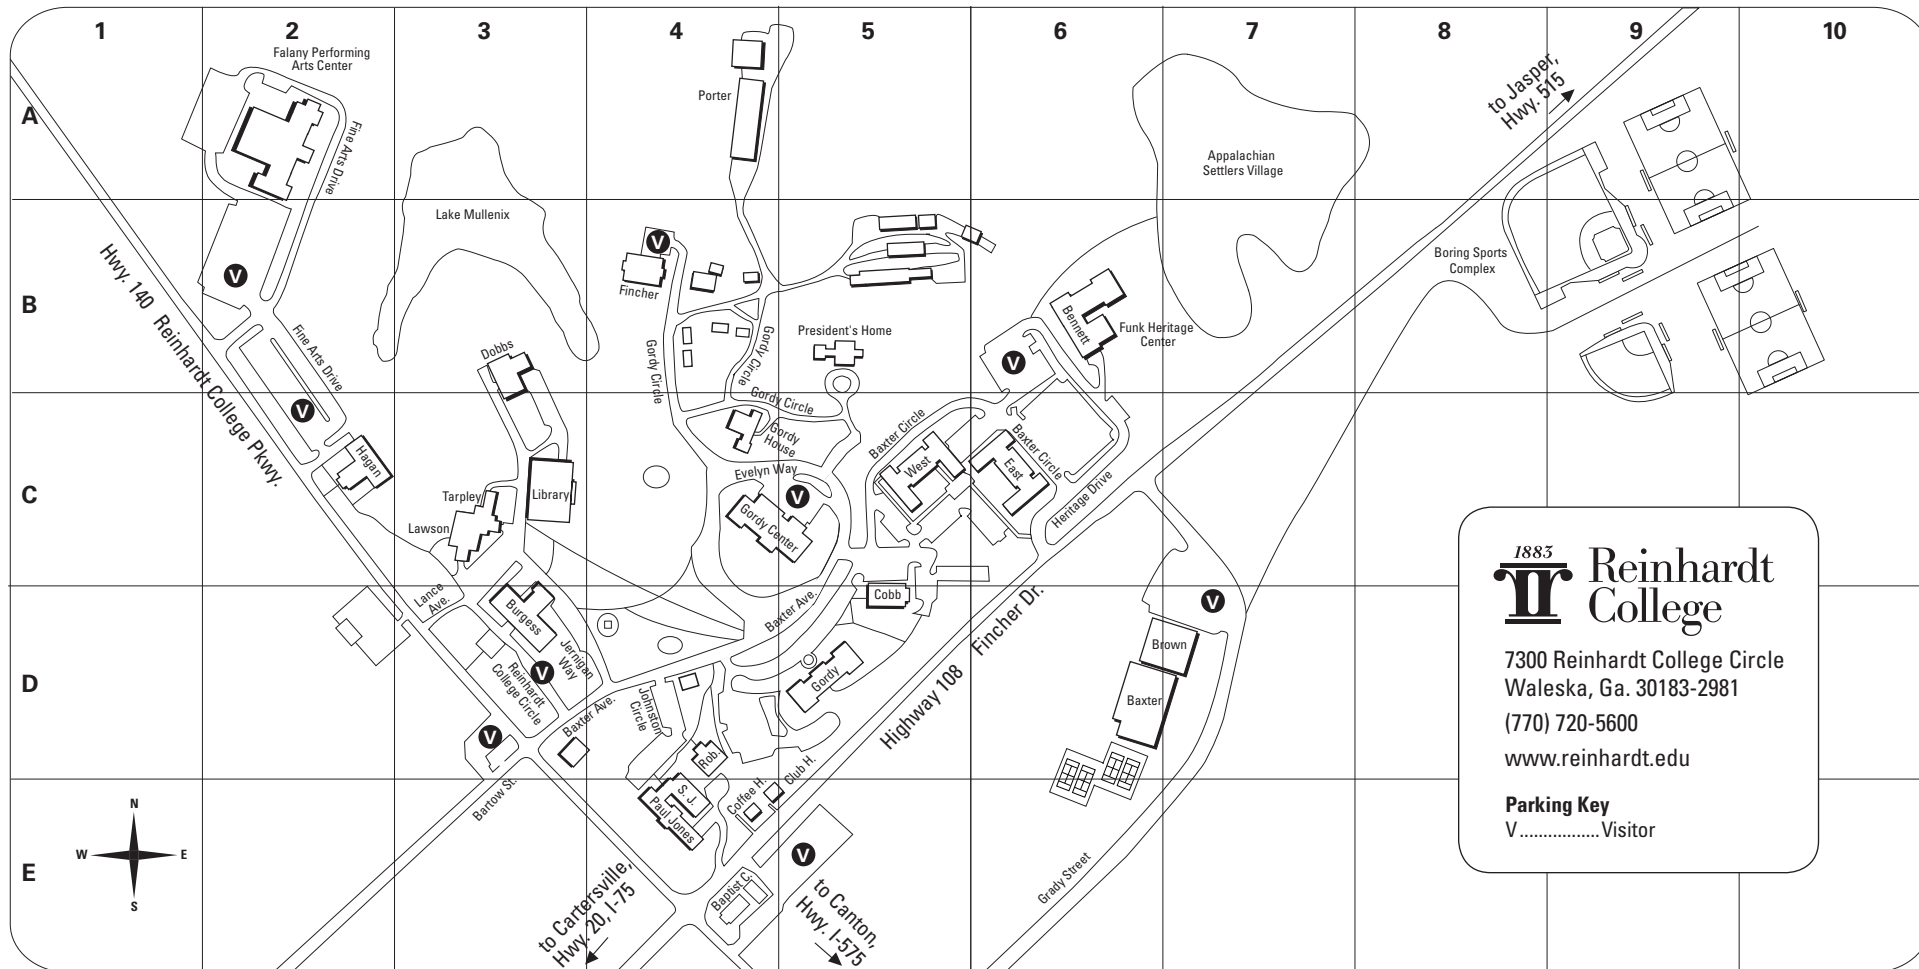 1 2 3 4 5 6 7 8 9 10
A
B
C
D
E
Falany Performing
Arts Center
Fine Arts Drive
Porter
Appalachian
Settlers Village
to Jasper,
Hwy. 515
Lake Mullenix
V
V
Fincher
Hwy. 140 Reinhardt College Pkwy.
Fine Arts Drive
Dobbs
Gordy Circle
Gordy Circle
President's Home
Bennett
Funk Heritage
Center
Boring Sports
Complex
V
V
Gordy Circle
Gordy
House
Baxter Circle
Baxter Circle
Hagan
Evelyn Way
West
East
Tarpley
Library
V
Heritage Drive
Lawson
Gordy Center
Lance
Ave.
Burgess
Baxter Ave.
Cobb
V
Jernigan
Way
Fincher Dr.
Brown
V
Reinhardt
College Circle
Gordy
Baxter
Johnston
Circle
Baxter Ave.
Highway 108
V
Rob.
Bartow St.
S. J.
Paul Jones
Coffee H.
Club H.
N
W
E
S
V
Baptist C.
Grady Street
to Cartersville,
Hwy. 20, I-75
to Canton,
Hwy. I-575
1883
Reinhardt
College
7300 Reinhardt College Circle
Waleska, Ga. 30183-2981
(770) 720-5600
www.reinhardt.edu
Parking Key
V.................Visitor